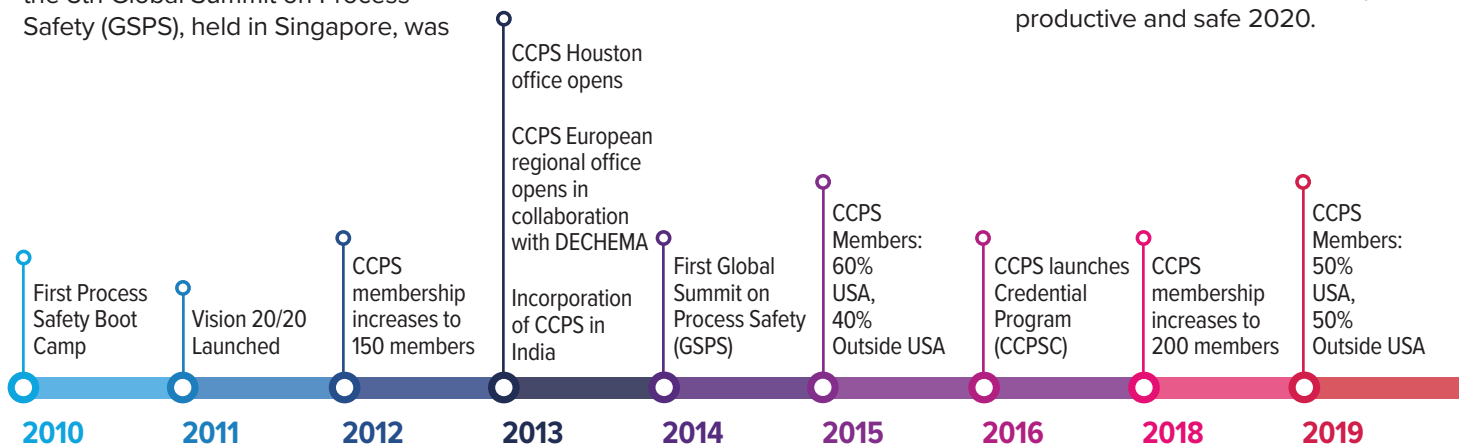 Safety (GSPS), held in Singapore, was
productive and safe 2020.
First Process
Safety Boot
Camp
2010
Vision 20/20
Launched
2011
CCPS
membership
increases to
150 members
2012
CCPS Houston
office opens
CCPS European
regional office
opens in
collaboration
with DECHEMA
Incorporation
of CCPS in
India
2013
First Global
Summit on
Process Safety
(GSPS)
2014
CCPS
Members:
60%
USA,
40%
Outside USA
2015
CCPS launches
Credential
Program
(CCPSC)
2016
CCPS
membership
increases to
200 members
2018
CCPS
Members:
50%
USA,
50%
Outside USA
2019